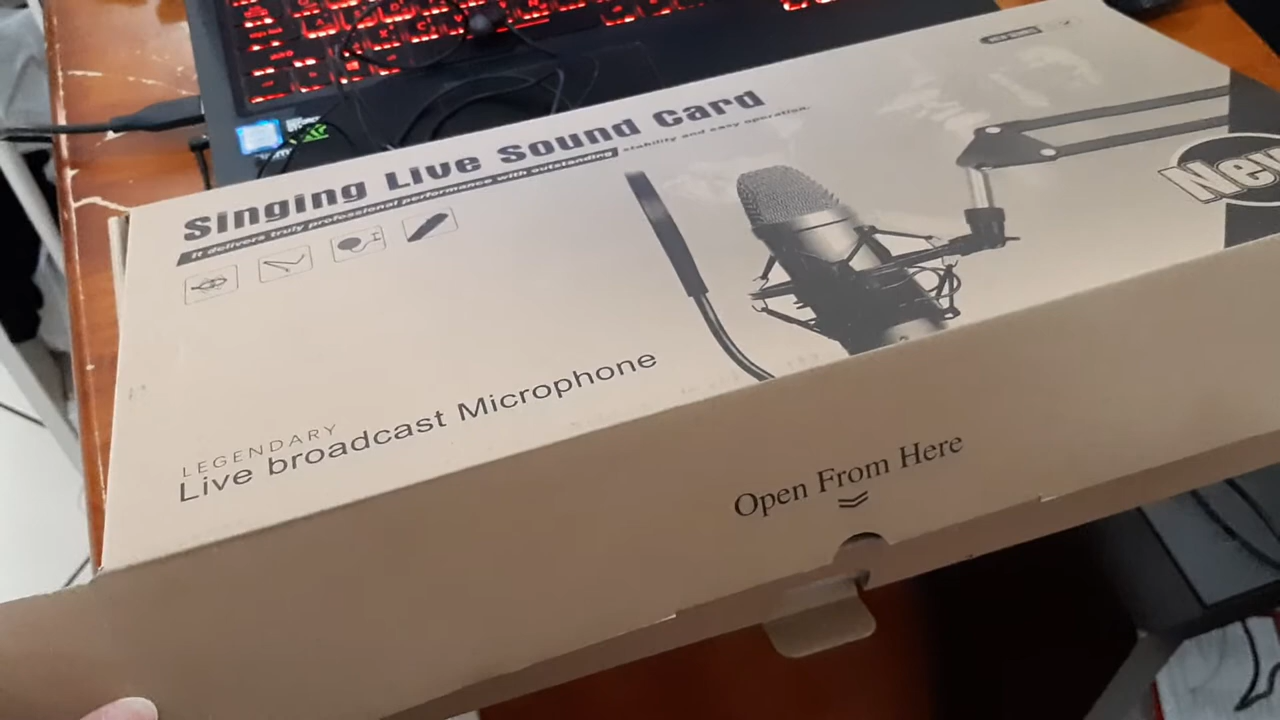 Singing Live Sound Card
It delivers truly professional performance with outstanding stability and easy operation.
New
LEGENDARY
Live broadcast Microphone
Open From Here